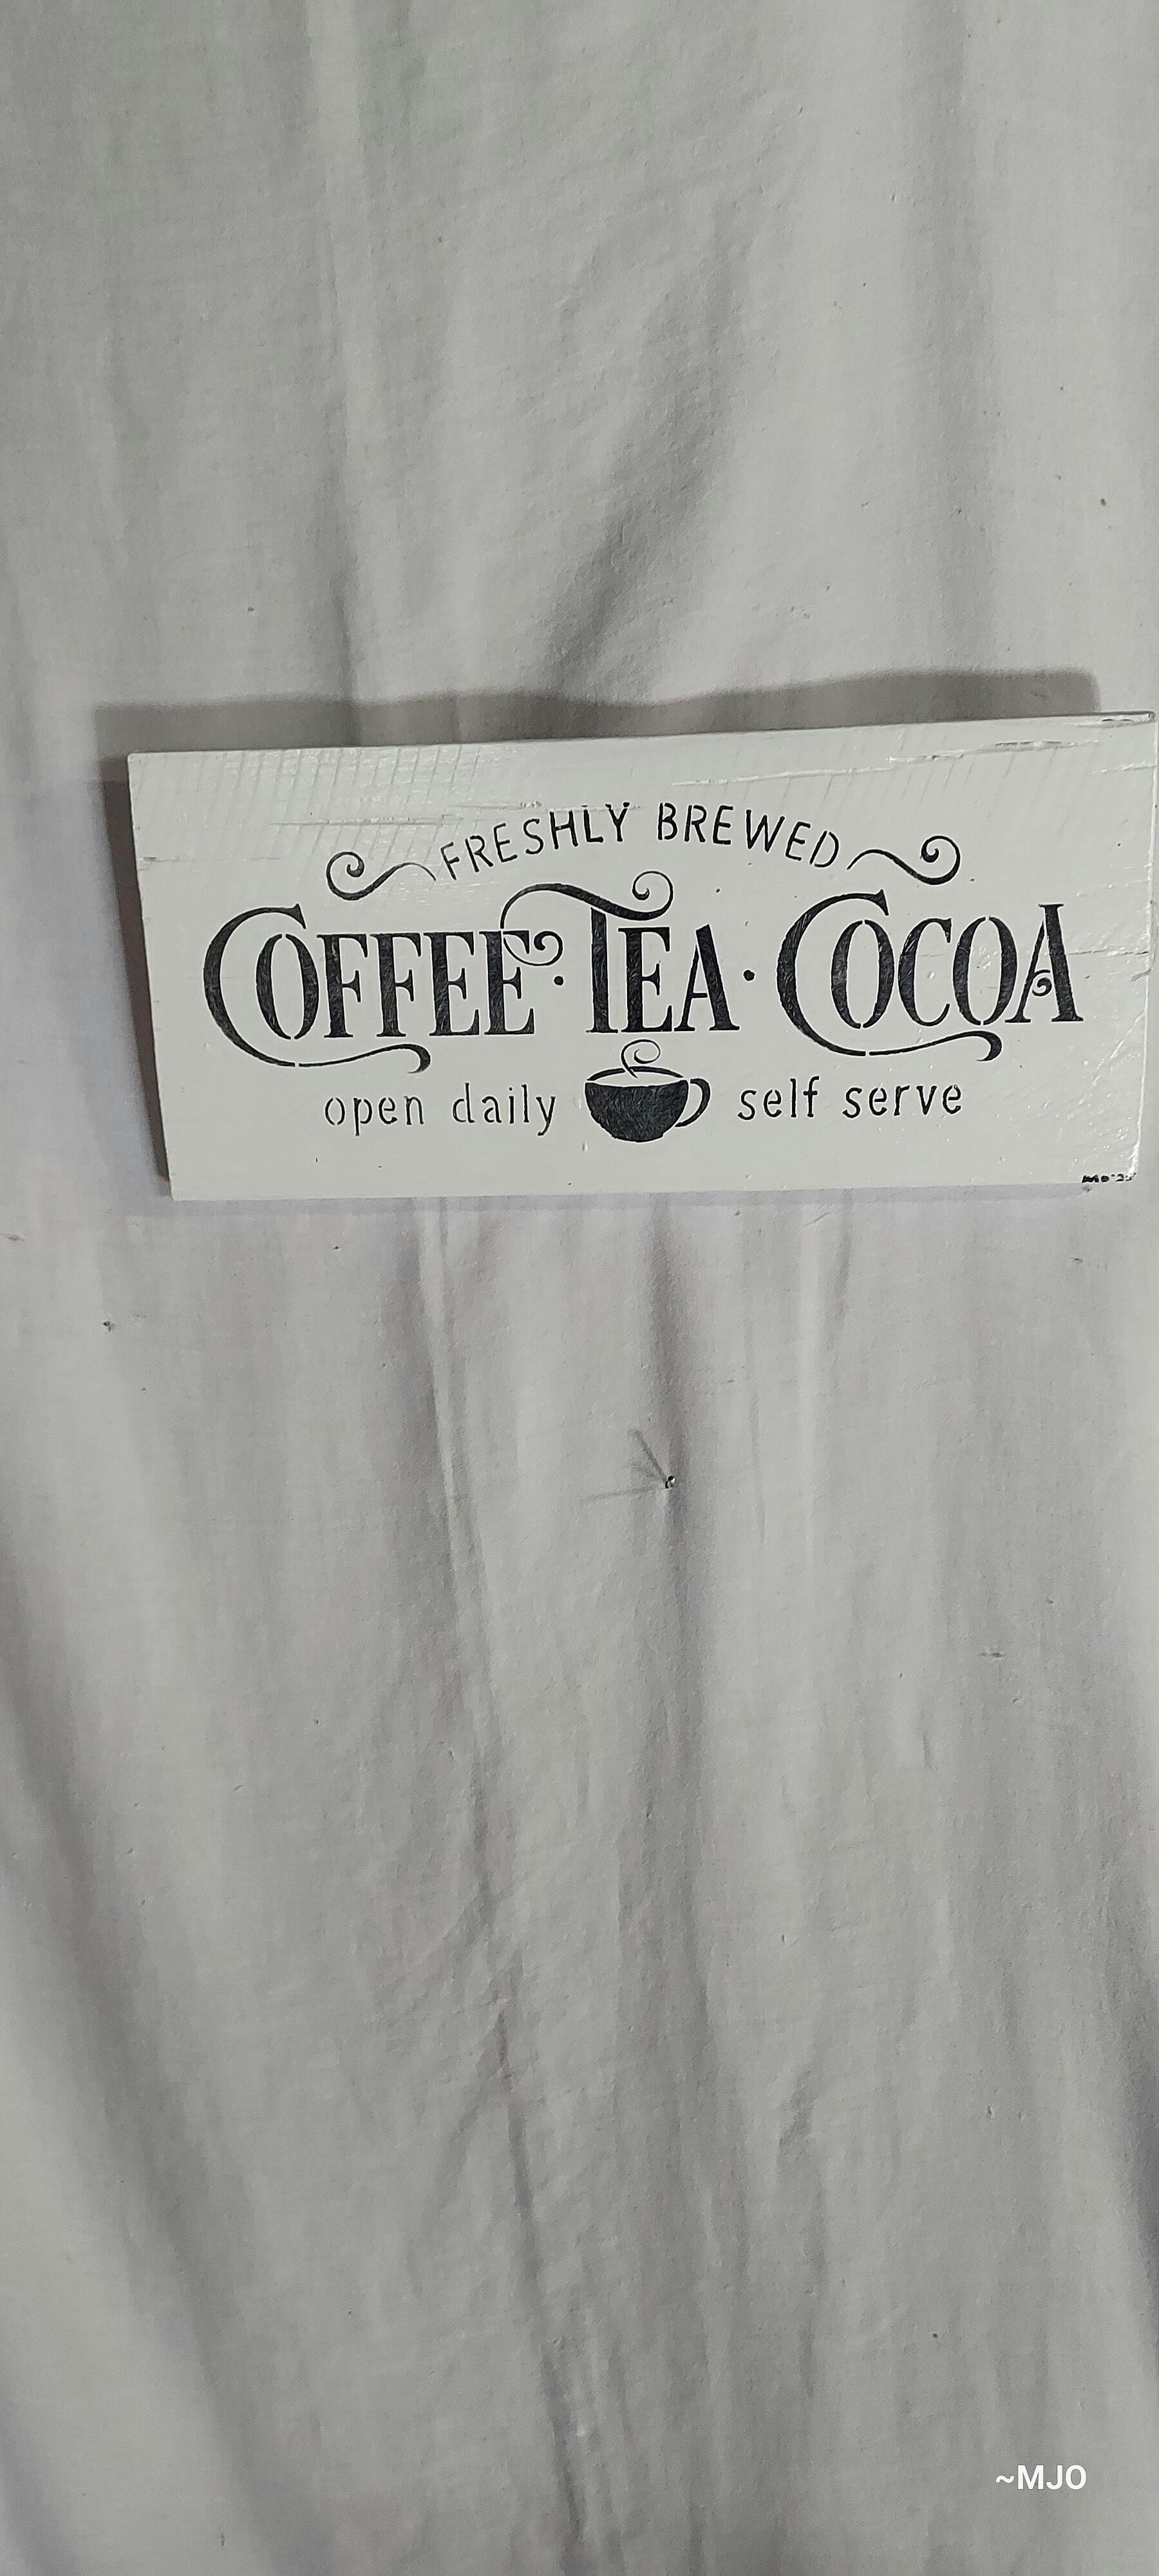 FRESHLY BREWED
COFFEE · TEA · COCOA
open daily self serve
~MJO